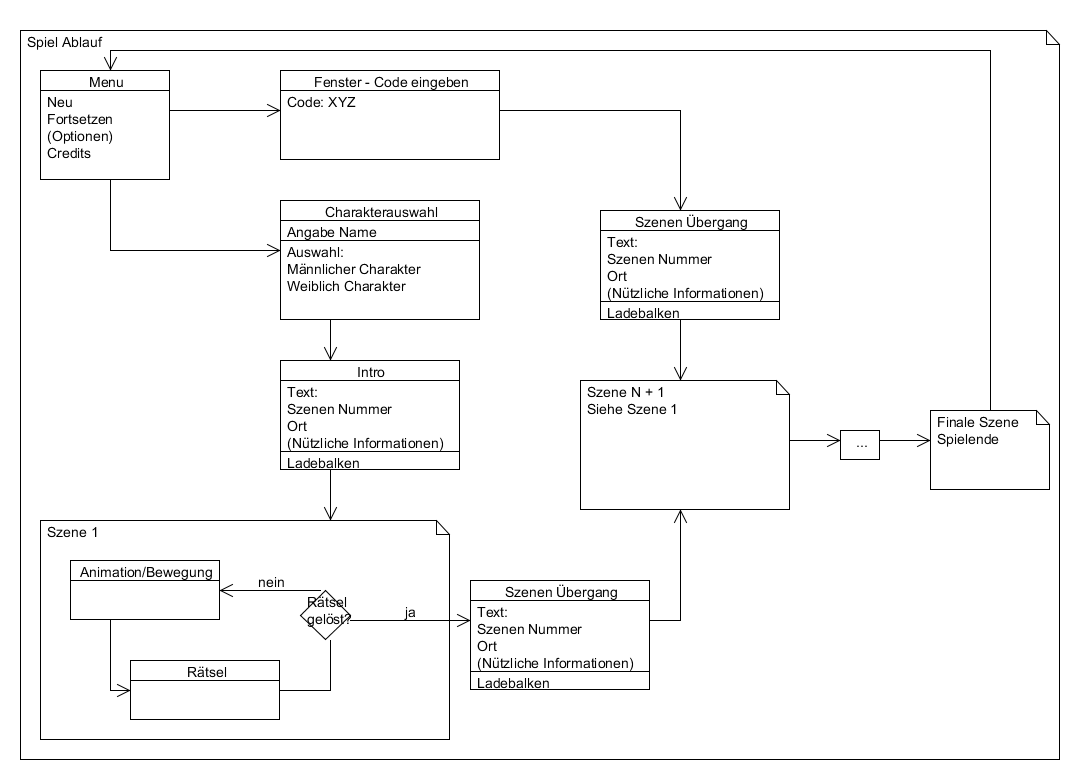 Spiel Ablauf
Menu
Neu
Fortsetzen
(Optionen)
Credits
Fenster - Code eingeben
Code: XYZ
Charakterauswahl
Angabe Name
Auswahl:
Männlicher Charakter
Weiblich Charakter
Szenen Übergang
Text:
Szenen Nummer
Ort
(Nützliche Informationen)
Ladebalken
Intro
Text:
Szenen Nummer
Ort
(Nützliche Informationen)
Ladebalken
Szene N + 1
Siehe Szene 1
...
Finale Szene
Spielende
Szene 1
Animation/Bewegung
nein
Rätsel
gelöst?
ja
Rätsel
Szenen Übergang
Text:
Szenen Nummer
Ort
(Nützliche Informationen)
Ladebalken